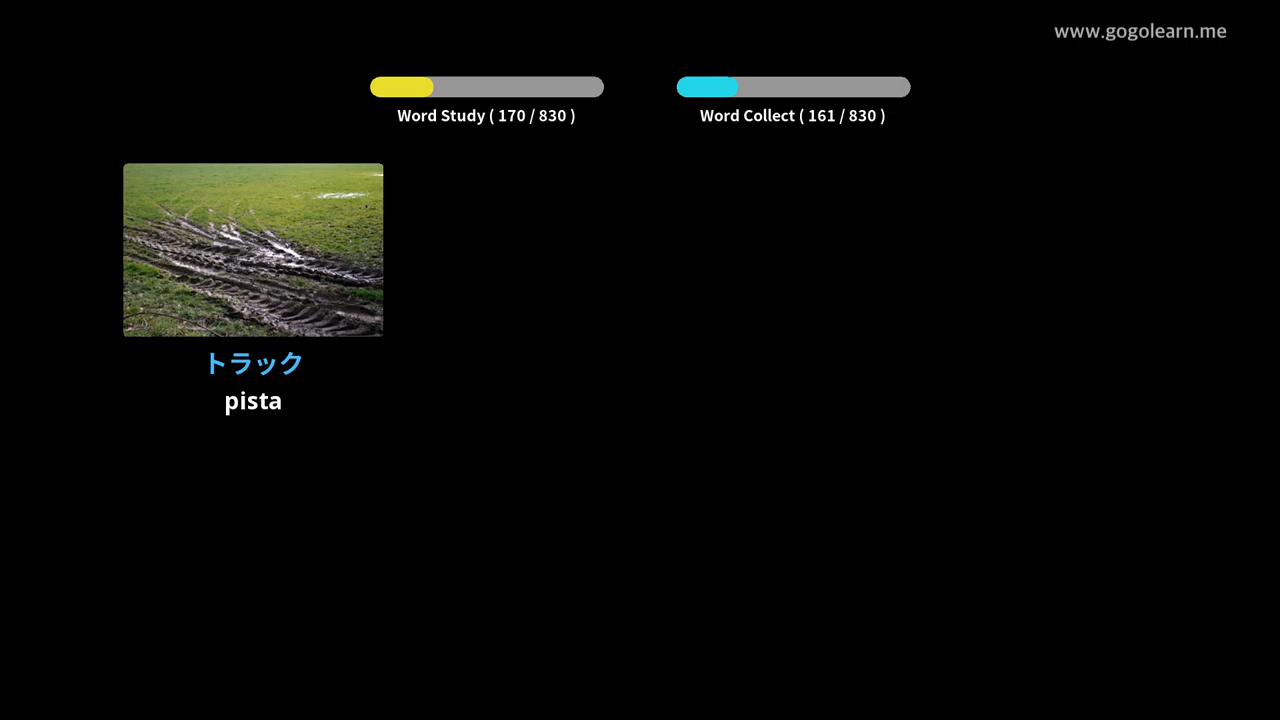 www.gogolearn.me
Word Study ( 170 / 830 )
Word Collect ( 161 / 830 )
トラック
pista